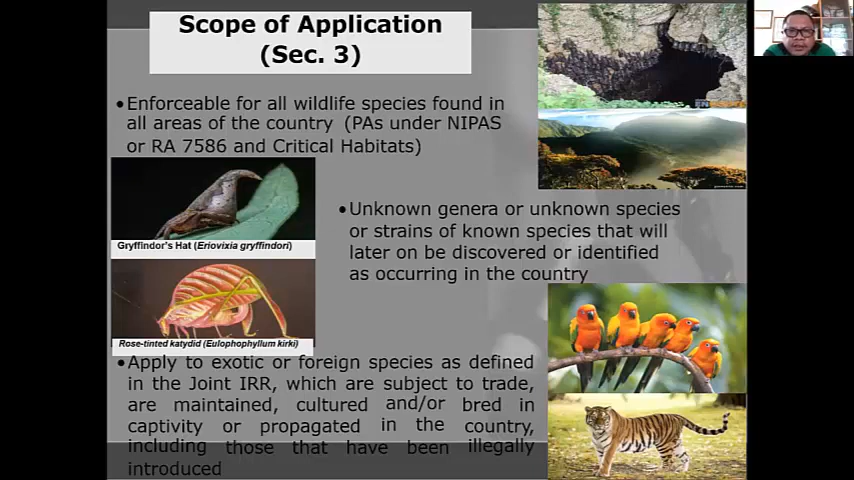 Scope of Application
(Sec. 3)
•Enforceable for all wildlife species found in
all areas of the country (PAs under NIPAS
or RA 7586 and Critical Habitats)
Gryffindor's Hat (Eriovixia gryffindori)
•Unknown genera or unknown species
or strains of known species that will
later on be discovered or identified
as occurring in the country
Rose-tinted katydid (Eulophophyllum kirki)
•Apply to exotic or foreign species as defined
in the Joint IRR, which are subject to trade,
are maintained, cultured and/or bred in
captivity or propagated in the country,
including those that have been illegally
introduced